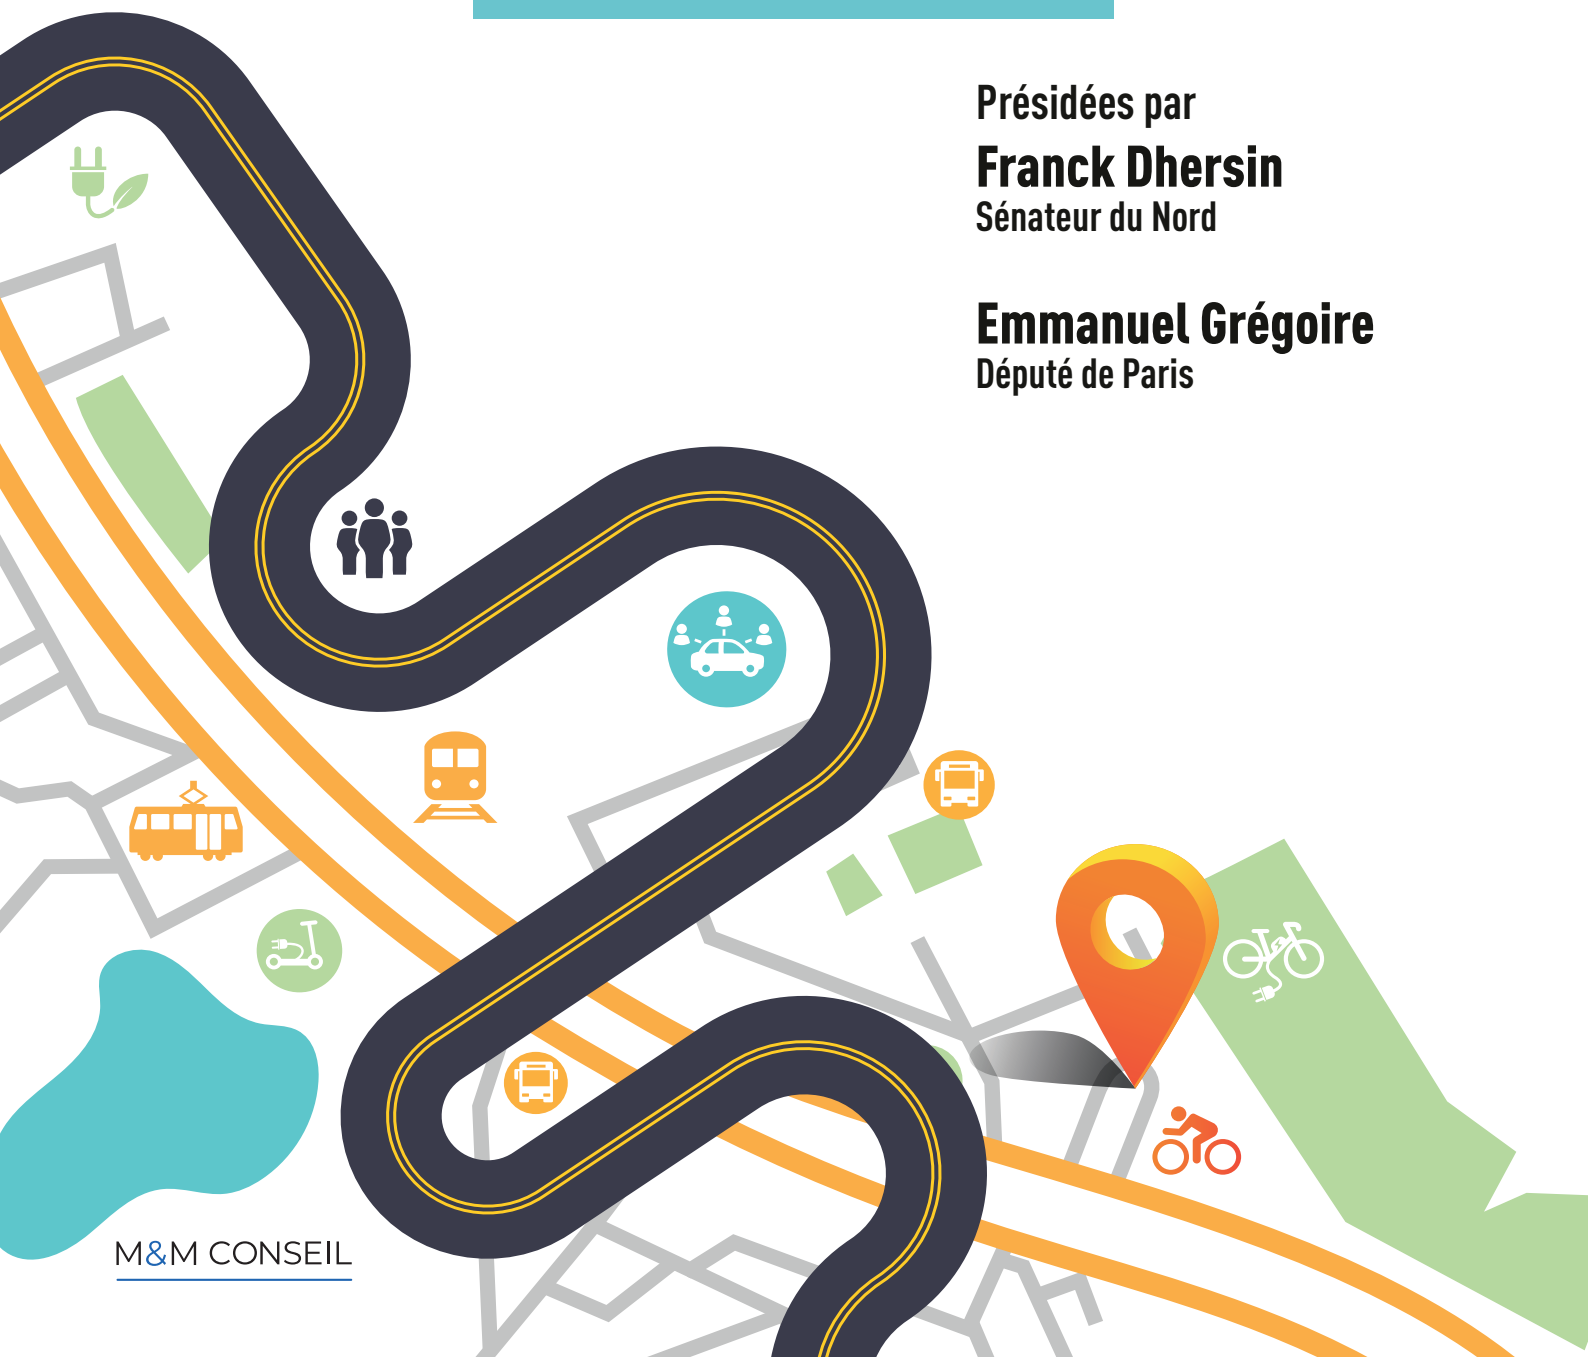 Présidées par
Franck Dhersin
Sénateur du Nord
Emmanuel Grégoire
Député de Paris
M&M CONSEIL